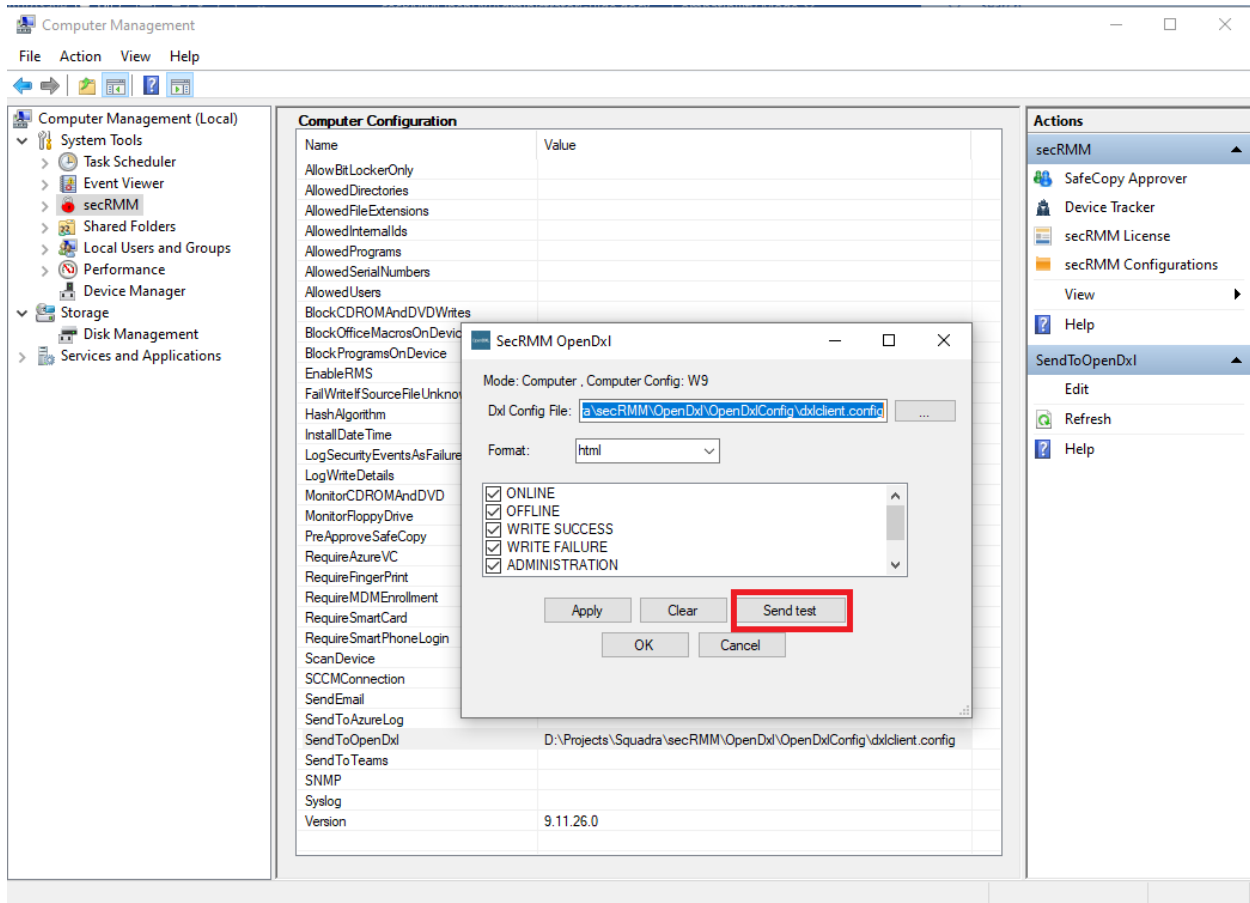 Computer Management
File Action View Help
Computer Management (Local)
System Tools
Task Scheduler
Event Viewer
secRMM
Shared Folders
Local Users and Groups
Performance
Device Manager
Storage
Disk Management
Services and Applications
Computer Configuration
Name Value
AllowBitLockerOnly
AllowedDirectories
AllowedFileExtensions
AllowedInternalIds
AllowedPrograms
AllowedSerialNumbers
AllowedUsers
BlockCDROMAndDVDWrites
BlockOfficeMacrosOnDevic
BlockProgramsOnDevice
EnableRMS
FailWriteIfSourceFileUnkno
HashAlgorithm
InstallDateTime
LogSecurityEventsAsFailure
LogWriteDetails
MonitorCDROMAndDVD
MonitorFloppyDrive
PreApproveSafeCopy
RequireAzureVC
RequireFingerPrint
RequireMDMEnrollment
RequireSmartCard
RequireSmartPhoneLogin
ScanDevice
SCCMConnection
SendEmail
SendToAzureLog
SendToOpenDxl D:\Projects\Squadra\secRMM\OpenDxl\OpenDxlConfig\dxlclient.config
SendToTeams
SNMP
Syslog
Version 9.11.26.0
SecRMM OpenDxl
Mode: Computer , Computer Config: W9
Dxl Config File: a\secRMM\OpenDxl\OpenDxlConfig\dxlclient.config ...
Format: html
ONLINE
OFFLINE
WRITE SUCCESS
WRITE FAILURE
ADMINISTRATION
Apply Clear Send test
OK Cancel
Actions
secRMM
SafeCopy Approver
Device Tracker
secRMM License
secRMM Configurations
View
Help
SendToOpenDxl
Edit
Refresh
Help